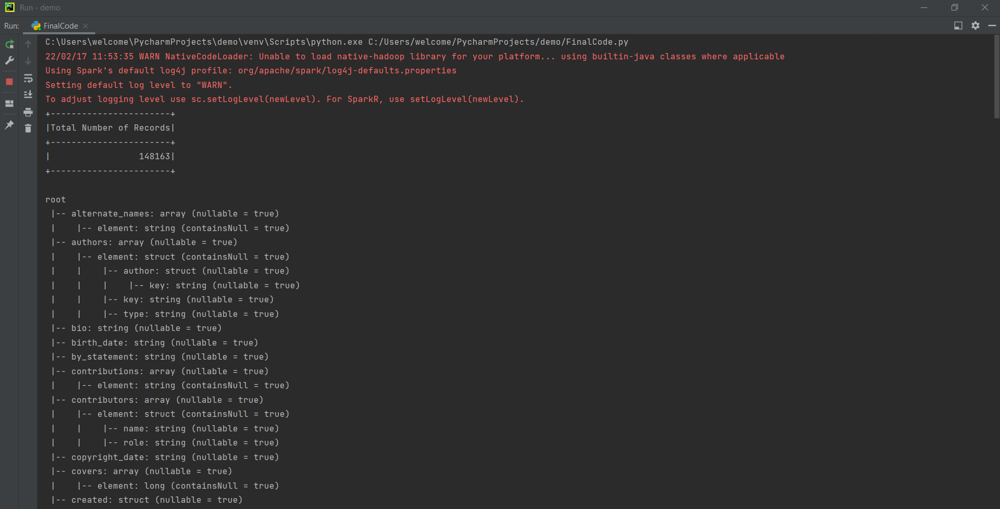 PC Run - demo
Run: FinalCode
C:\Users\welcome\PycharmProjects\demo\venv\Scripts\python.exe C:/Users/welcome/PycharmProjects/demo/FinalCode.py
22/02/17 11:53:35 WARN NativeCodeLoader: Unable to load native-hadoop library for your platform... using builtin-java classes where applicable
Using Spark's default log4j profile: org/apache/spark/log4j-defaults.properties
Setting default log level to "WARN".
To adjust logging level use sc.setLogLevel(newLevel). For SparkR, use setLogLevel(newLevel).
+-----------------------+
|Total Number of Records|
+-----------------------+
|                 148163|
+-----------------------+
root
 |-- alternate_names: array (nullable = true)
 |    |-- element: string (containsNull = true)
 |-- authors: array (nullable = true)
 |    |-- element: struct (containsNull = true)
 |    |    |-- author: struct (nullable = true)
 |    |    |    |-- key: string (nullable = true)
 |    |    |-- key: string (nullable = true)
 |    |    |-- type: string (nullable = true)
 |-- bio: string (nullable = true)
 |-- birth_date: string (nullable = true)
 |-- by_statement: string (nullable = true)
 |-- contributions: array (nullable = true)
 |    |-- element: string (containsNull = true)
 |-- contributors: array (nullable = true)
 |    |-- element: struct (containsNull = true)
 |    |    |-- name: string (nullable = true)
 |    |    |-- role: string (nullable = true)
 |-- copyright_date: string (nullable = true)
 |-- covers: array (nullable = true)
 |    |-- element: long (containsNull = true)
 |-- created: struct (nullable = true)